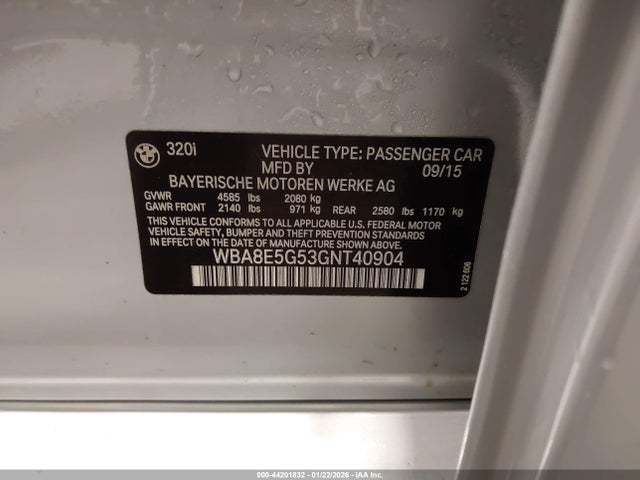 BMW
320i VEHICLE TYPE: PASSENGER CAR
MFD BY 09/15
BAYERISCHE MOTOREN WERKE AG
GVWR 4585 lbs 2080 kg
GAWR FRONT 2140 lbs 971 kg REAR 2580 lbs 1170 kg
THIS VEHICLE CONFORMS TO ALL APPLICABLE U.S. FEDERAL MOTOR
VEHICLE SAFETY, BUMPER AND THEFT PREVENTION STANDARDS IN
EFFECT ON THE DATE OF MANUFACTURE SHOWN ABOVE.
WBA8E5G53GNT40904
2 122 606
000-44201832 - 01/22/2026 - IAA Inc.